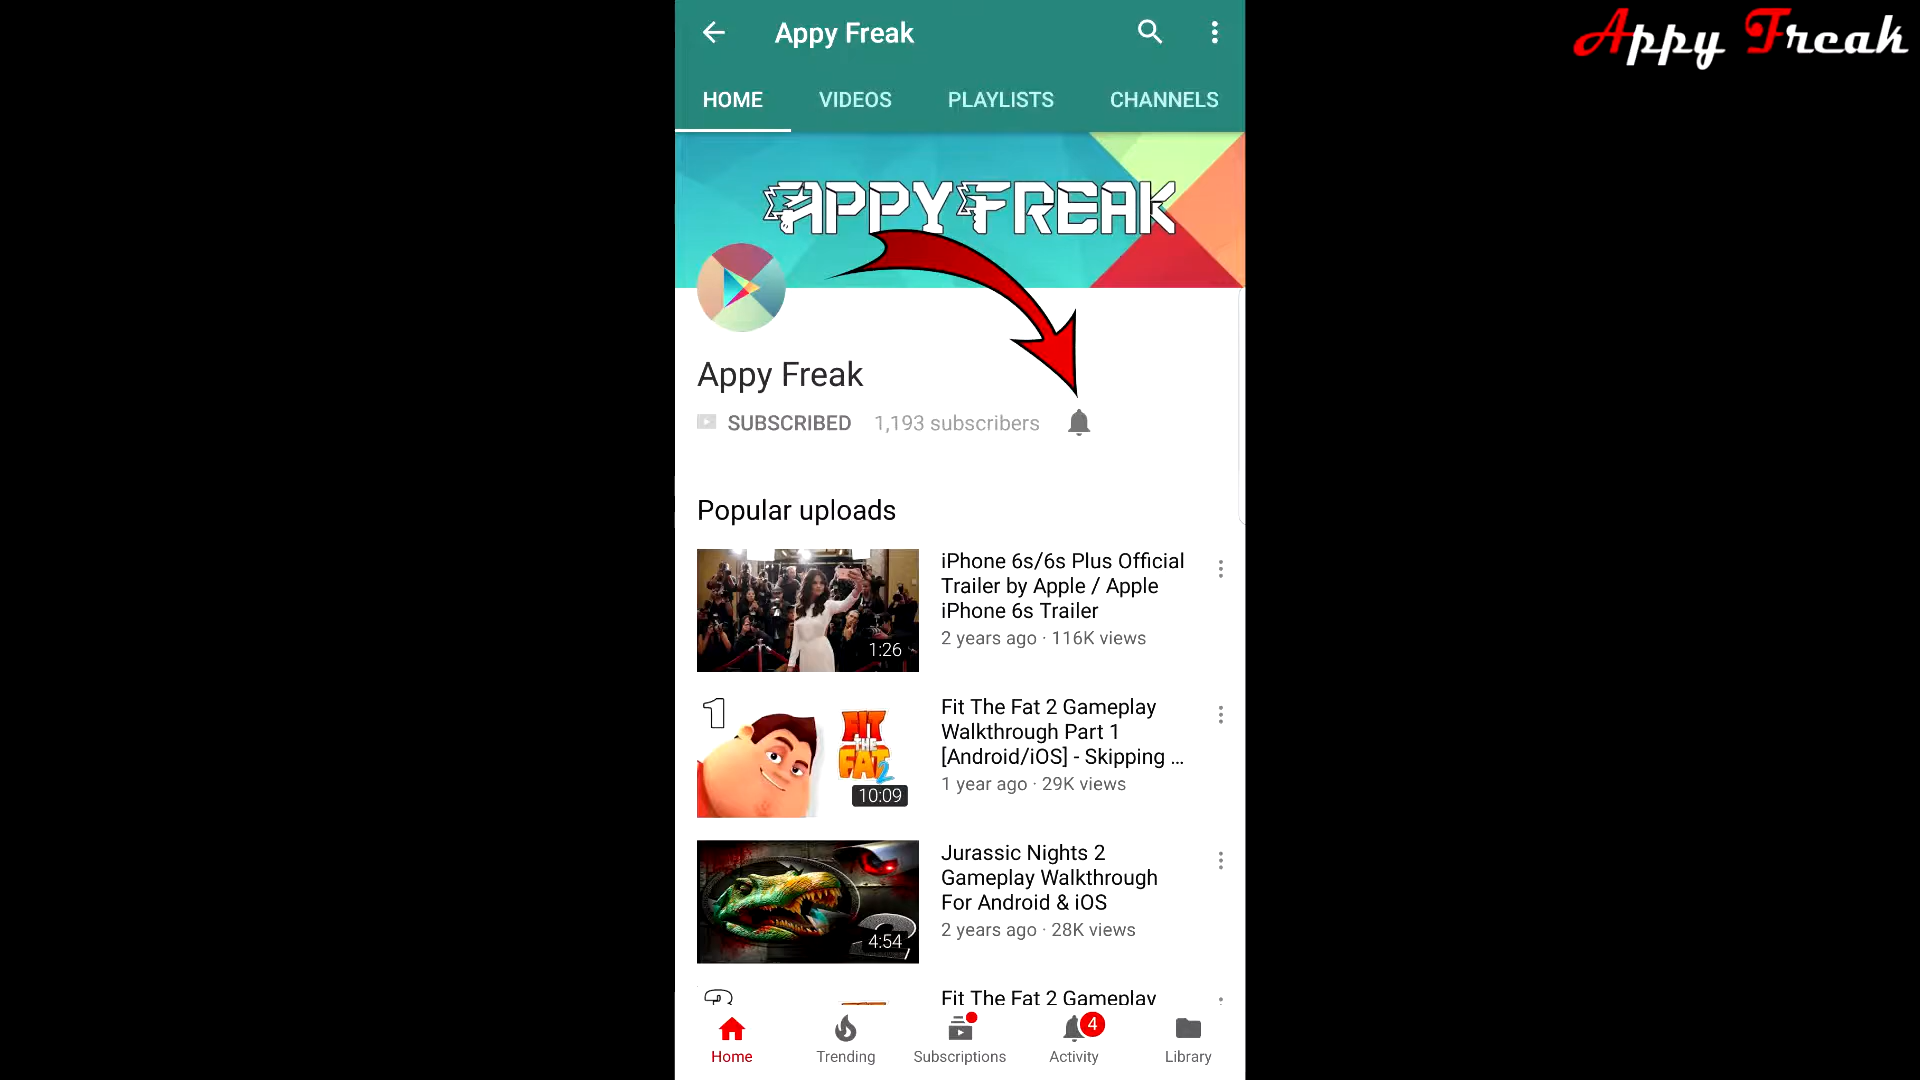 Appy Freak
Appy Freak
HOME VIDEOS PLAYLISTS CHANNELS
APPY FREAK
Appy Freak
SUBSCRIBED 1,193 subscribers
Popular uploads
iPhone 6s/6s Plus Official
Trailer by Apple / Apple
iPhone 6s Trailer
2 years ago · 116K views
1:26
1
FIT
THE
FAT
2
10:09
Fit The Fat 2 Gameplay
Walkthrough Part 1
[Android/iOS] - Skipping ...
1 year ago · 29K views
2
4:54
Jurassic Nights 2
Gameplay Walkthrough
For Android & iOS
2 years ago · 28K views
Fit The Fat 2 Gameplay
4
Home Trending Subscriptions Activity Library